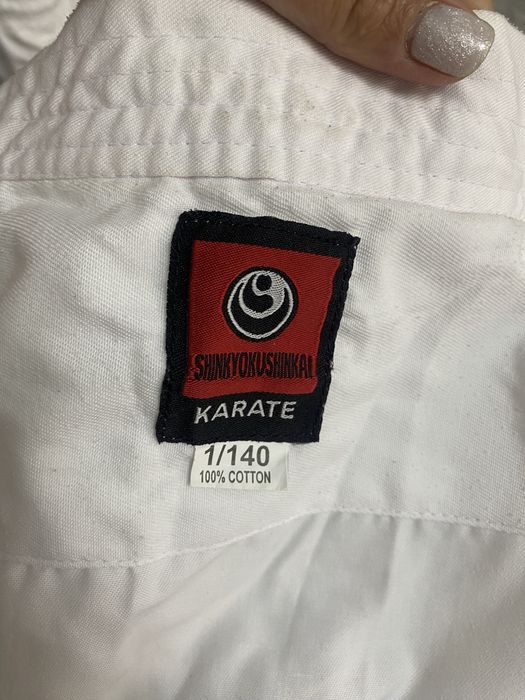 SHINKYOKUSHINKAI
KARATE
1/140
100% COTTON